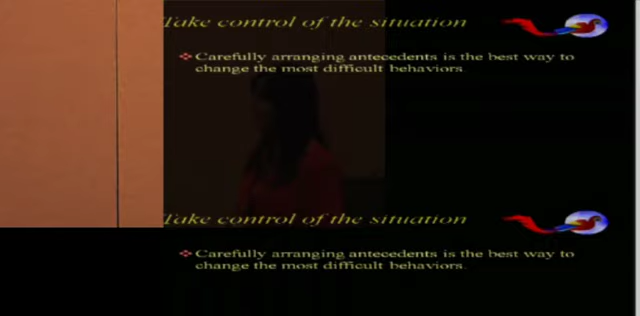 Take control of the situation
Carefully arranging antecedents is the best way to
change the most difficult behaviors.
Take control of the situation
Carefully arranging antecedents is the best way to
change the most difficult behaviors.